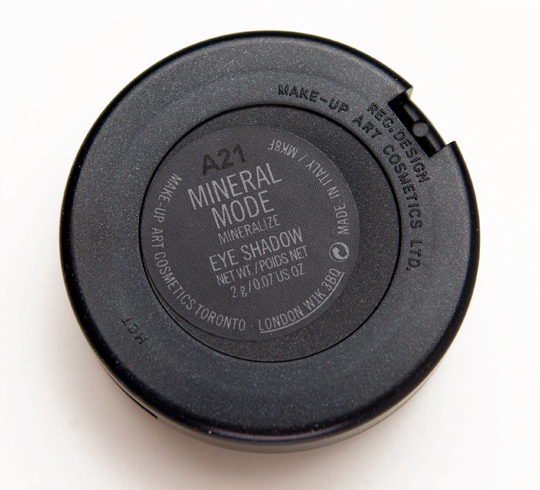 MAKE-UP ART COSMETICS LTD.
REG.DESIGN
A21
MINERAL
MODE
MINERALIZE
EYE SHADOW
NET WT/POIDS NET
2 g/0.07 US OZ
MAKE-UP ART COSMETICS TORONTO · LONDON W1K 3BQ
MADE IN ITALY / MK8F
HCT